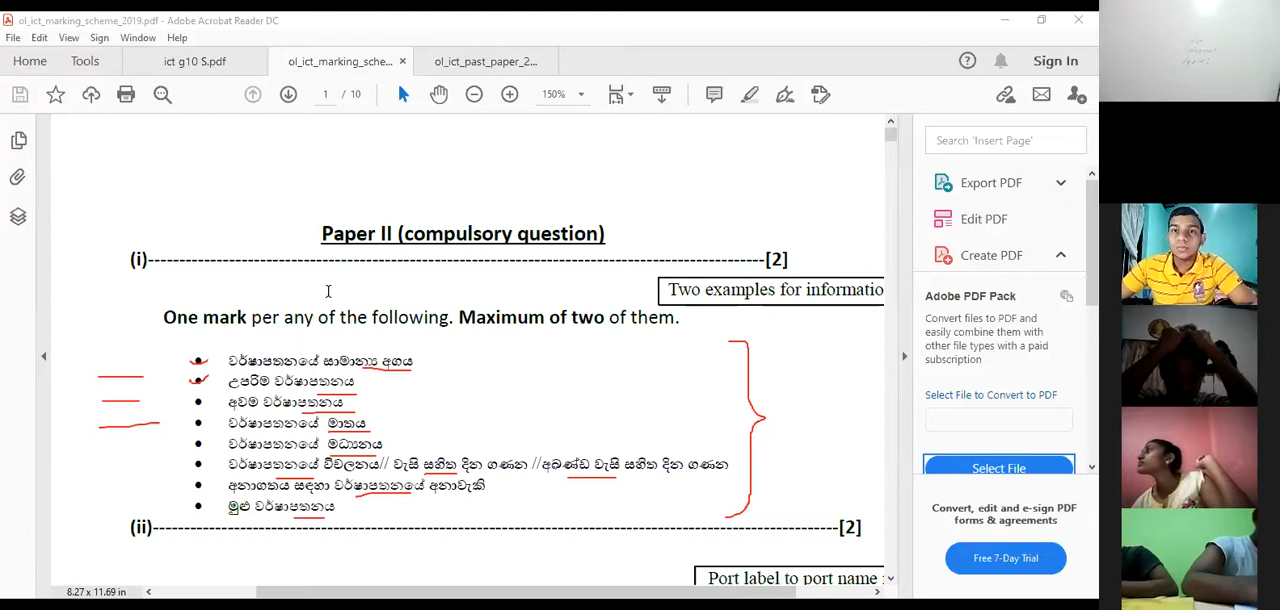 ol_ict_marking_scheme_2019.pdf - Adobe Acrobat Reader DC
File Edit View Sign Window Help
Home Tools ict g10 S.pdf ol_ict_marking_sche... × ol_ict_past_paper_2... Sign In
1 / 10 150%
Search 'Insert Page'
Export PDF
Edit PDF
Create PDF
Adobe PDF Pack
Convert files to PDF and
easily combine them with
other file types with a paid
subscription
Select File to Convert to PDF
Select File
Convert, edit and e-sign PDF
forms & agreements
Free 7-Day Trial
Paper II (compulsory question)
(i)------------------------------------------------------------[2]
Two examples for informatio
One mark per any of the following. Maximum of two of them.
• වර්ෂාපතනයේ සාමාන්‍ය අගය
• උපරිම වර්ෂාපතනය
• අවම වර්ෂාපතනය
• වර්ෂාපතනයේ මාතය
• වර්ෂාපතනයේ මධ්‍යනය
• වර්ෂාපතනයේ විචලනය// වැසි සහිත දින ගණන //අඛණ්ඩ වැසි සහිත දින ගණන
• අනාගතය සඳහා වර්ෂාපතනයේ අනාවැකි
• මුළු වර්ෂාපතනය
(ii)------------------------------------------------------------[2]
Port label to port name
8.27 x 11.69 in